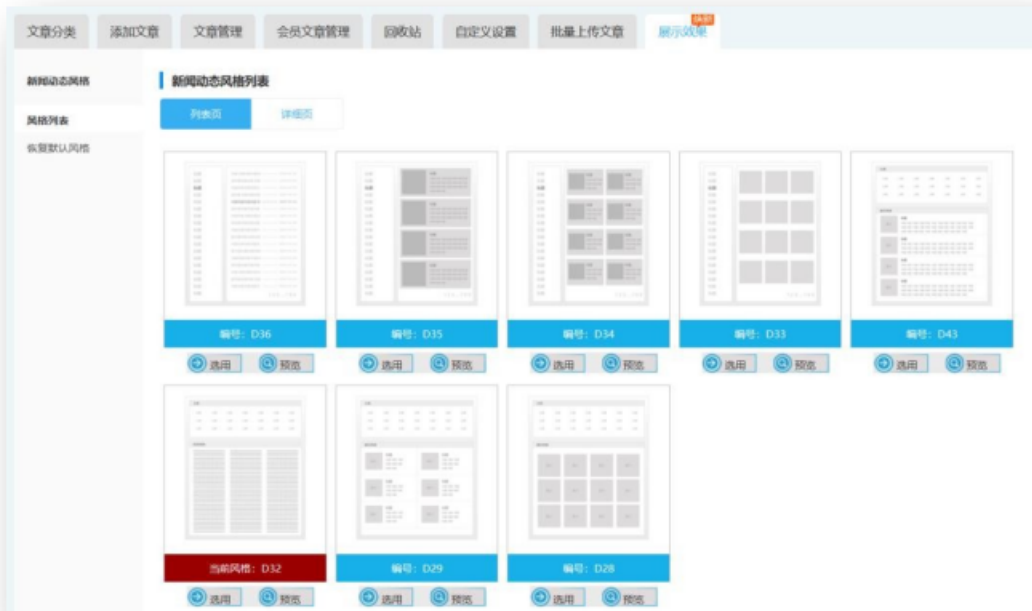 文章分类 添加文章 文章管理 会员文章管理 回收站 自定义设置 批量上传文章 展示效果
新闻动态风格
新闻动态风格列表
列表页 详细页
风格列表
恢复默认风格
编号：D36 编号：D35 编号：D34 编号：D33 编号：D43
选用 预览 选用 预览 选用 预览 选用 预览 选用 预览
当前风格：D32 编号：D29 编号：D28
选用 预览 选用 预览 选用 预览